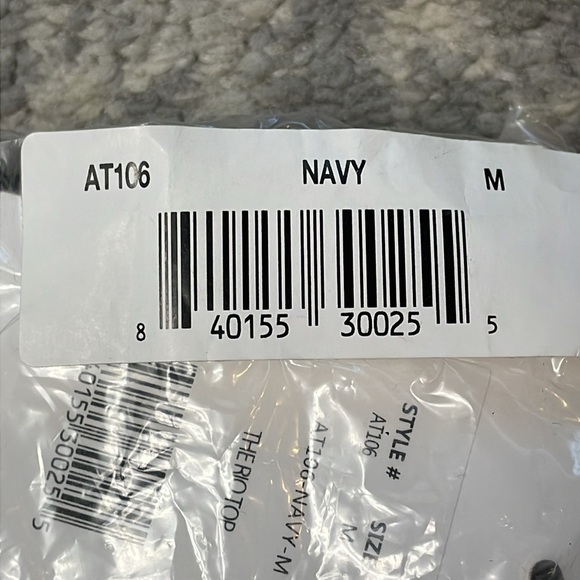 AT106 NAVY M
8 40155 30025 5
STYLE #
AT106
SIZE
M
AT106-NAVY-M
THE RIO TOP
40155 30025 5